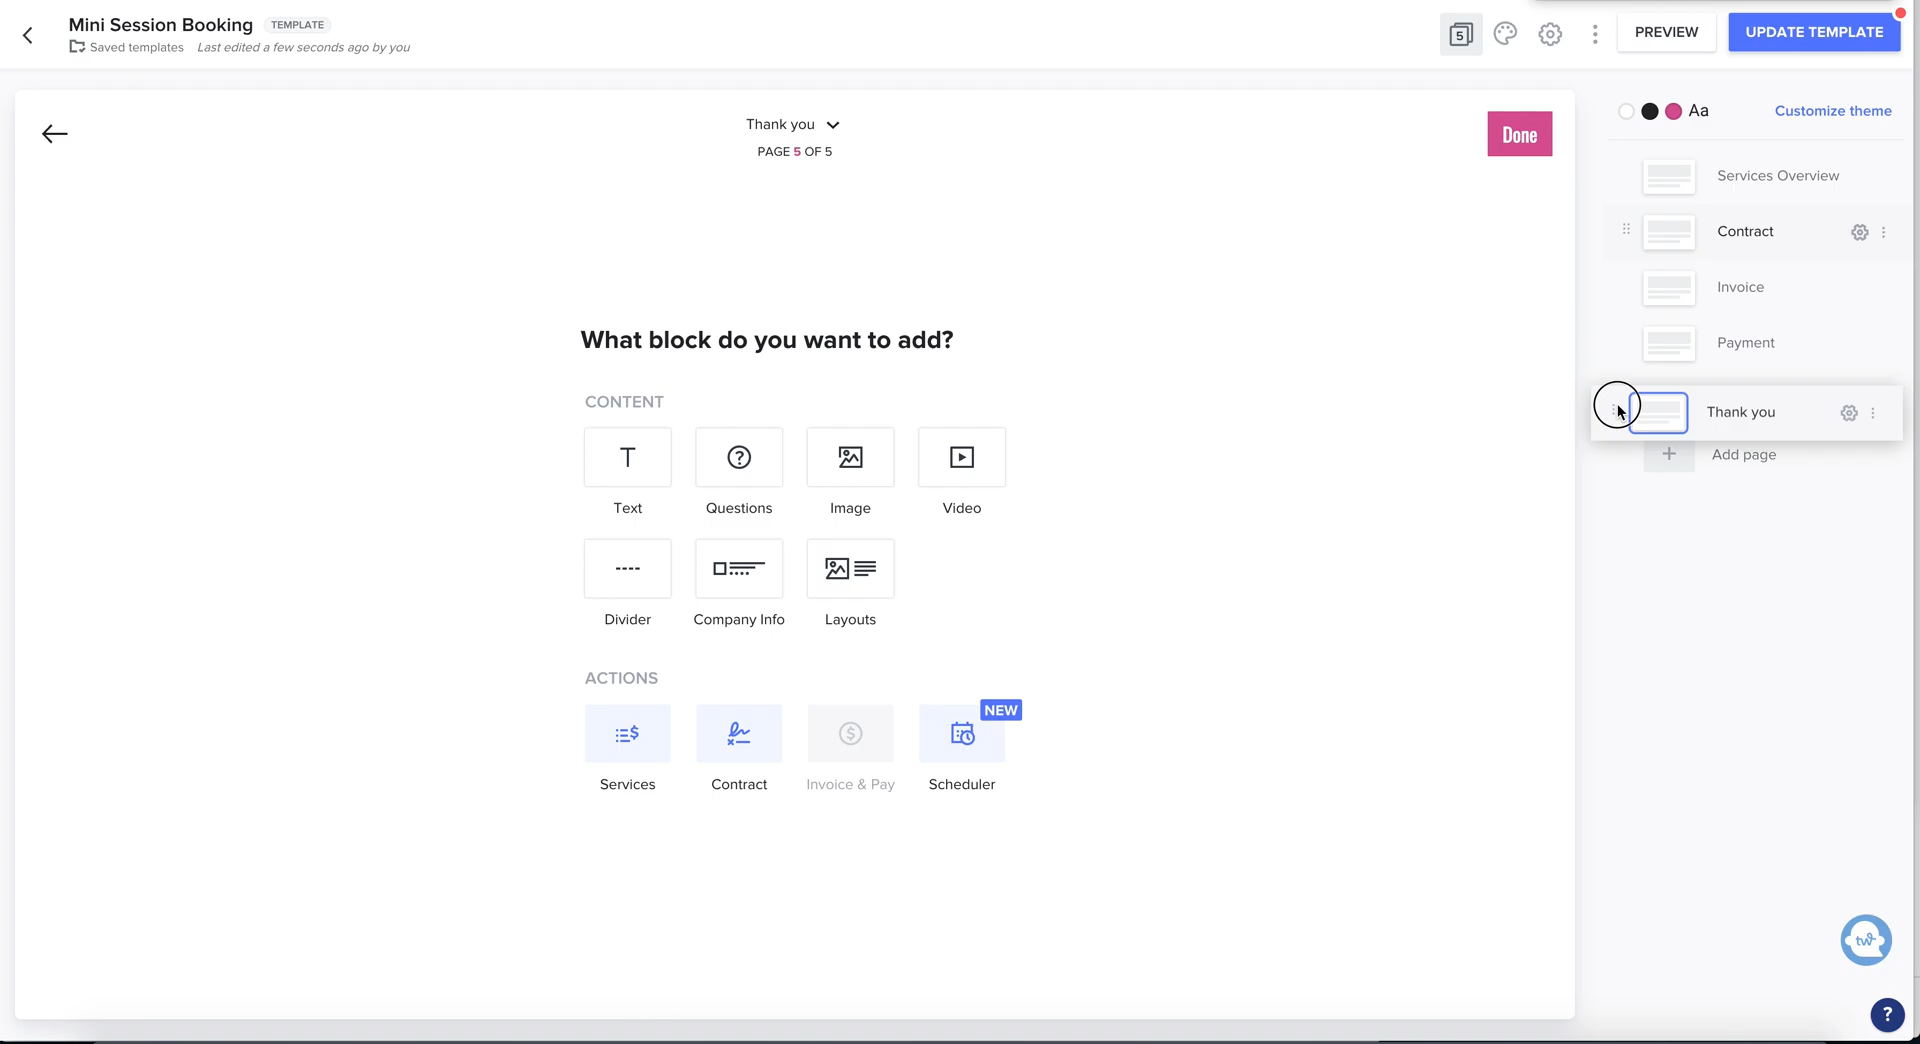 Mini Session Booking TEMPLATE
Saved templates Last edited a few seconds ago by you
5
PREVIEW
UPDATE TEMPLATE
Thank you
PAGE 5 OF 5
Done
Aa
Customize theme
Services Overview
Contract
Invoice
Payment
Thank you
Add page
What block do you want to add?
CONTENT
Text Questions Image Video
Divider Company Info Layouts
ACTIONS
NEW
Services Contract Invoice & Pay Scheduler
tw
?